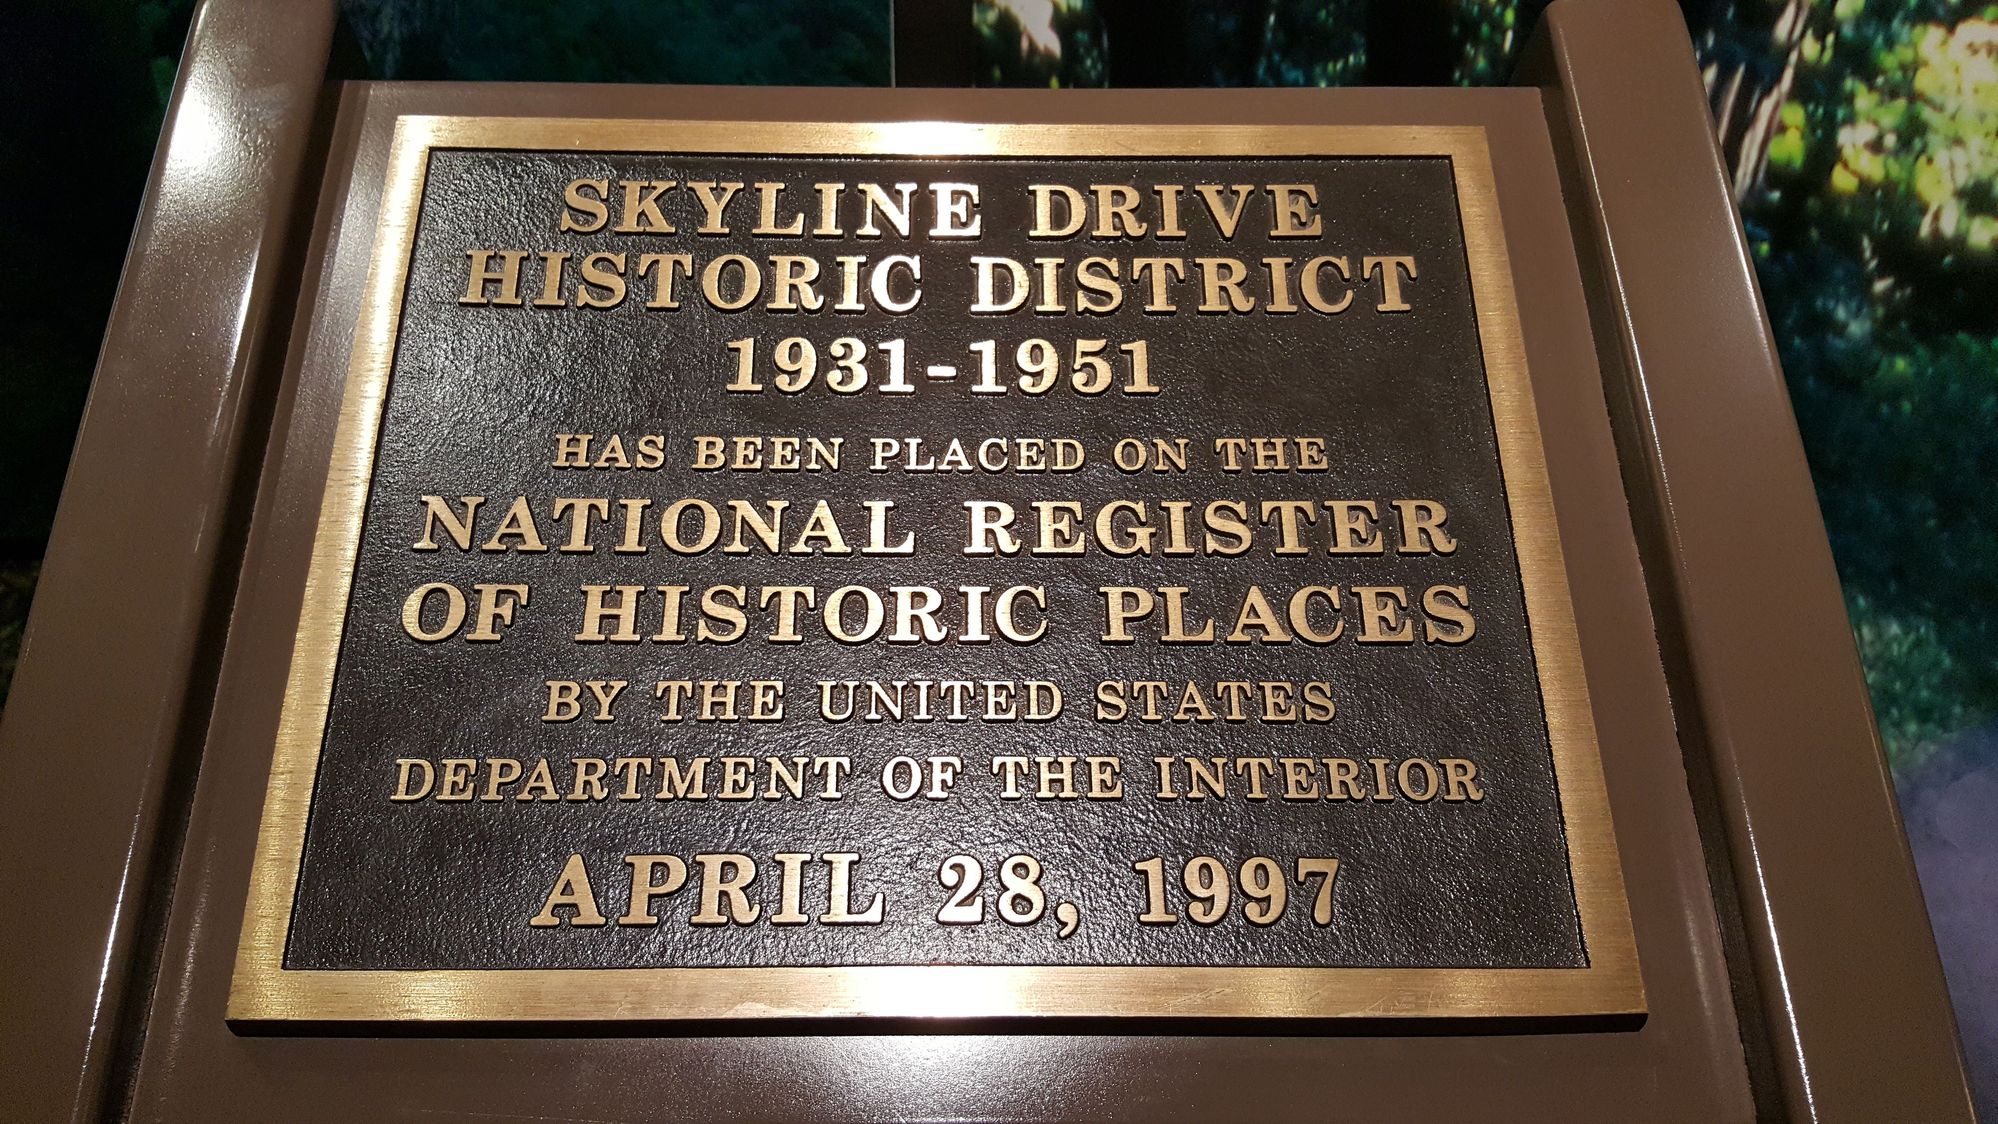 SKYLINE DRIVE
HISTORIC DISTRICT
1931-1951
HAS BEEN PLACED ON THE
NATIONAL REGISTER
OF HISTORIC PLACES
BY THE UNITED STATES
DEPARTMENT OF THE INTERIOR
APRIL 28, 1997